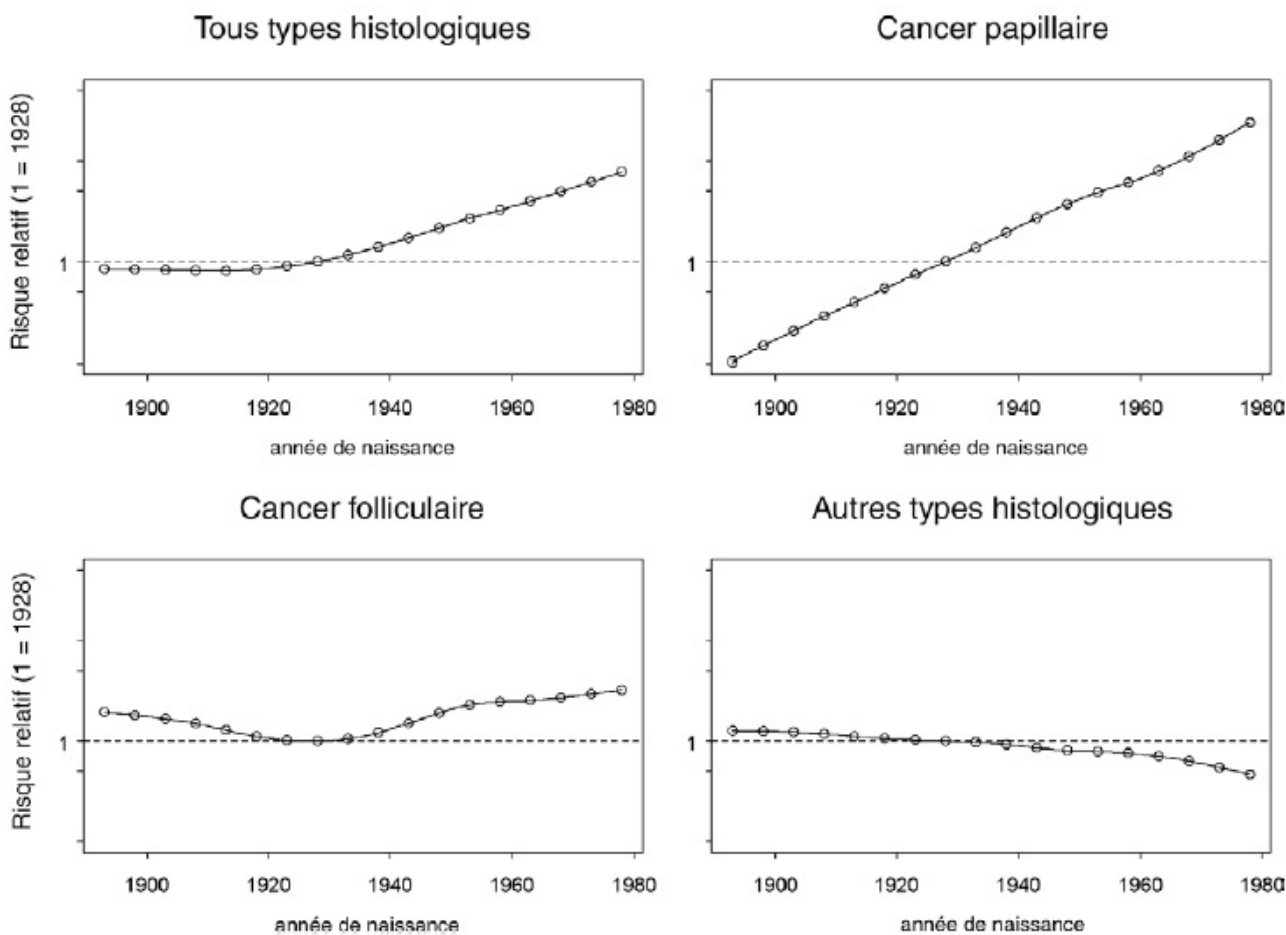 Tous types histologiques
Risque relatif (1 = 1928)
1
1900 1920 1940 1960 1980
année de naissance
Cancer papillaire
1
1900 1920 1940 1960 1980
année de naissance
Cancer folliculaire
Risque relatif (1 = 1928)
1
1900 1920 1940 1960 1980
année de naissance
Autres types histologiques
1
1900 1920 1940 1960 1980
année de naissance